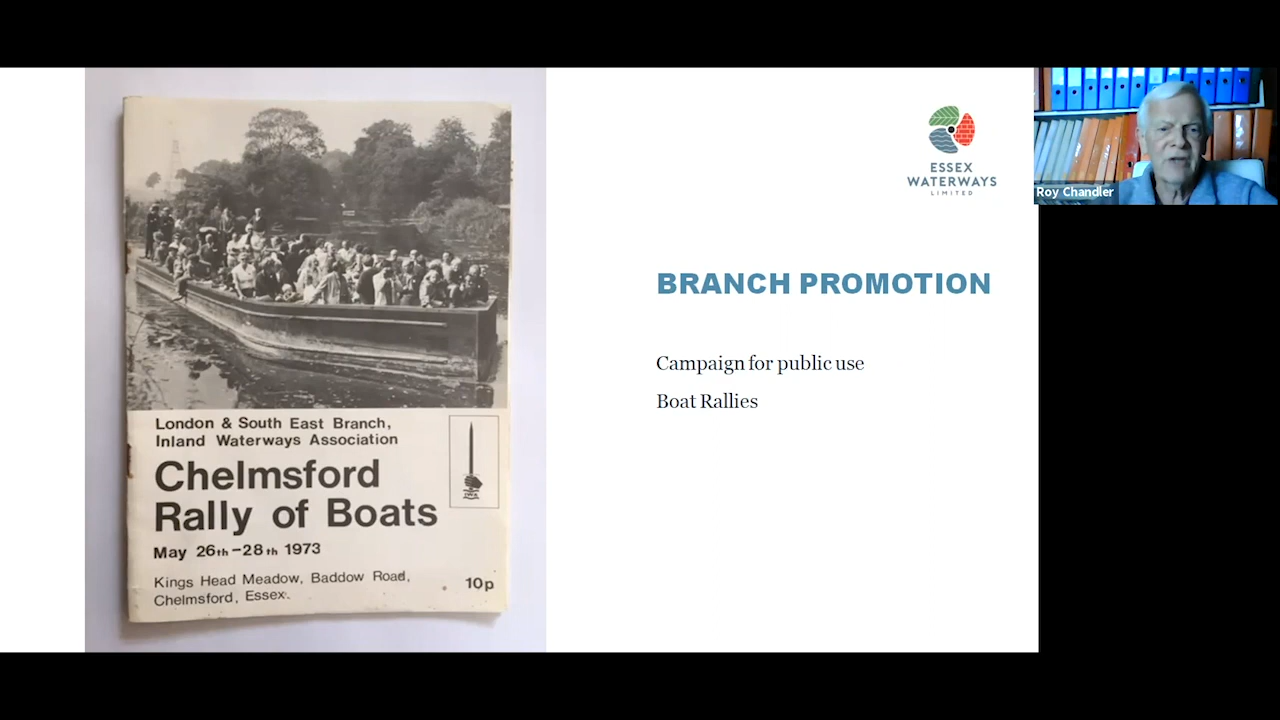 London & South East Branch,
Inland Waterways Association
Chelmsford
Rally of Boats
May 26th-28th 1973
Kings Head Meadow, Baddow Road,
Chelmsford, Essex.
10p
IWA
ESSEX
WATERWAYS
LIMITED
BRANCH PROMOTION
Campaign for public use
Boat Rallies
Roy Chandler